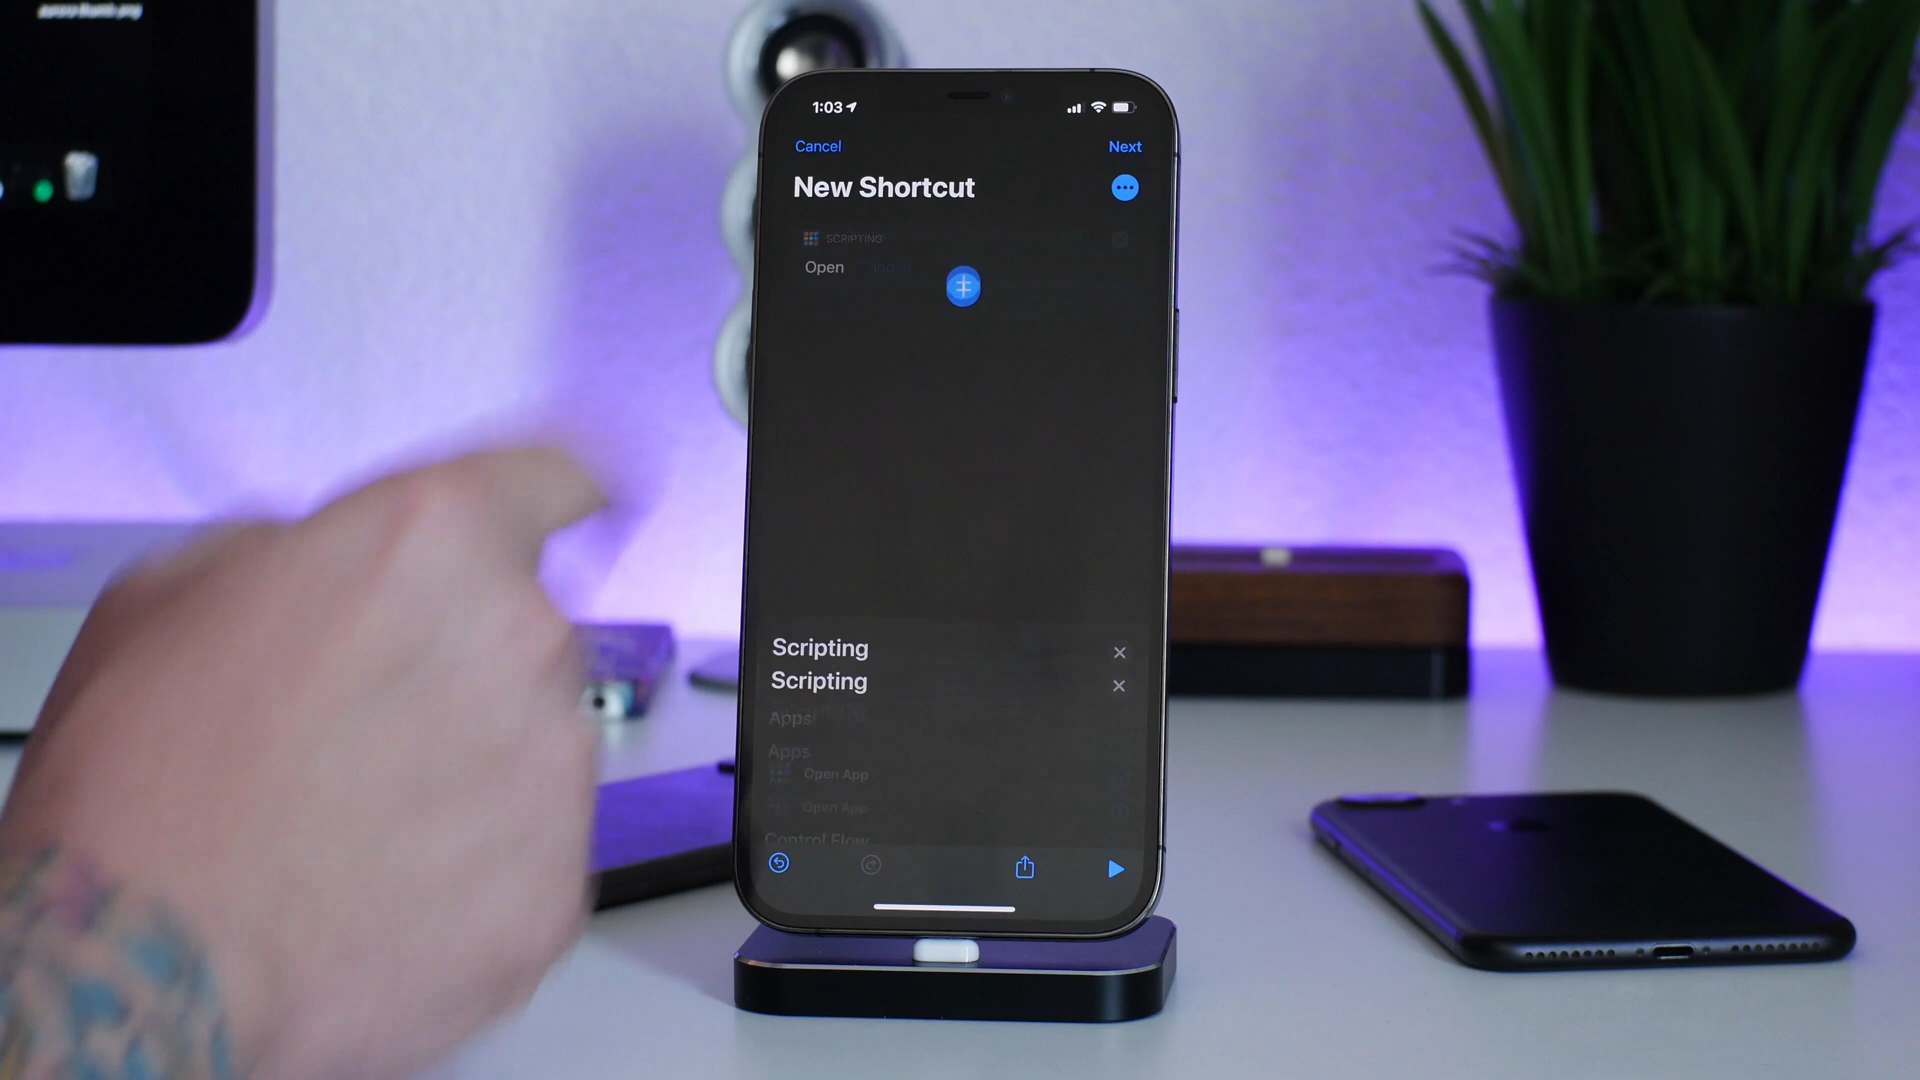 1:03
Cancel
Next
New Shortcut
SCRIPTING
Open
Scripting
Scripting
Apps
Apps
Open App
Open App
Control Flow